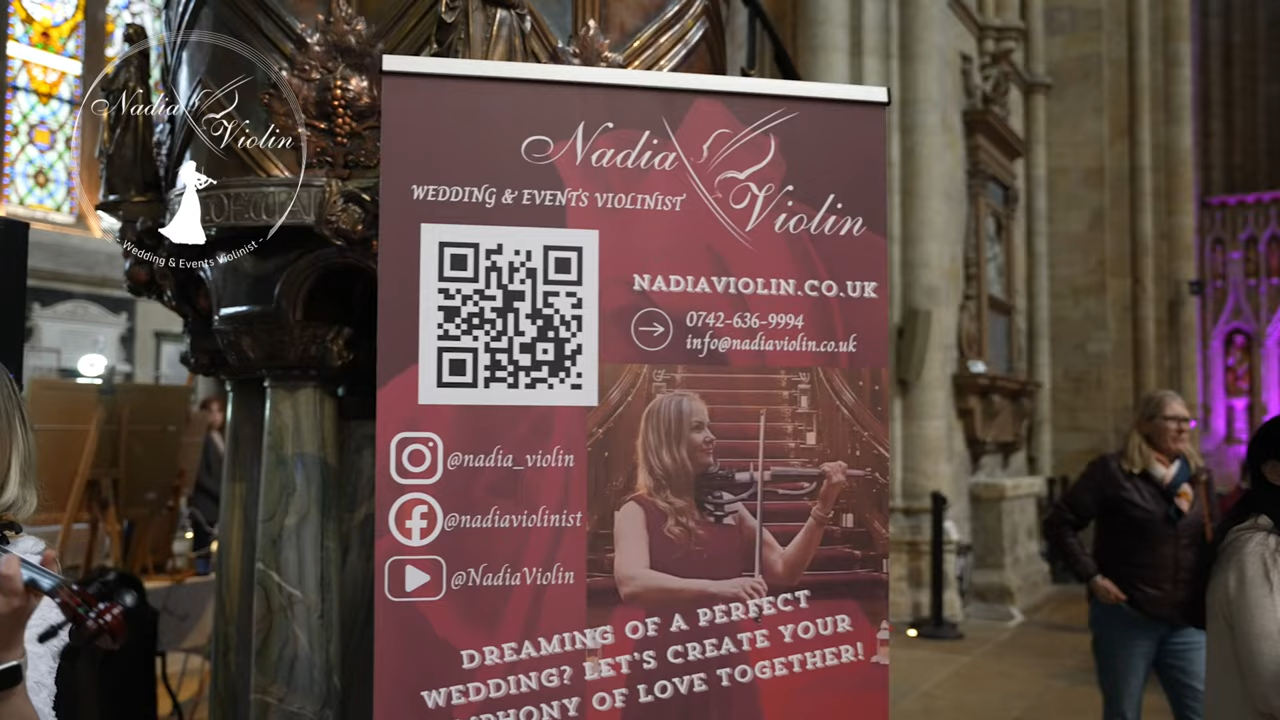 Nadia Violin
- Wedding & Events Violinist -
Nadia Violin
WEDDING & EVENTS VIOLINIST
NADIAVIOLIN.CO.UK
0742-636-9994
info@nadiaviolin.co.uk
@nadia_violin
@nadiaviolinist
@NadiaViolin
DREAMING OF A PERFECT
WEDDING? LET'S CREATE YOUR
OF LOVE TOGETHER!